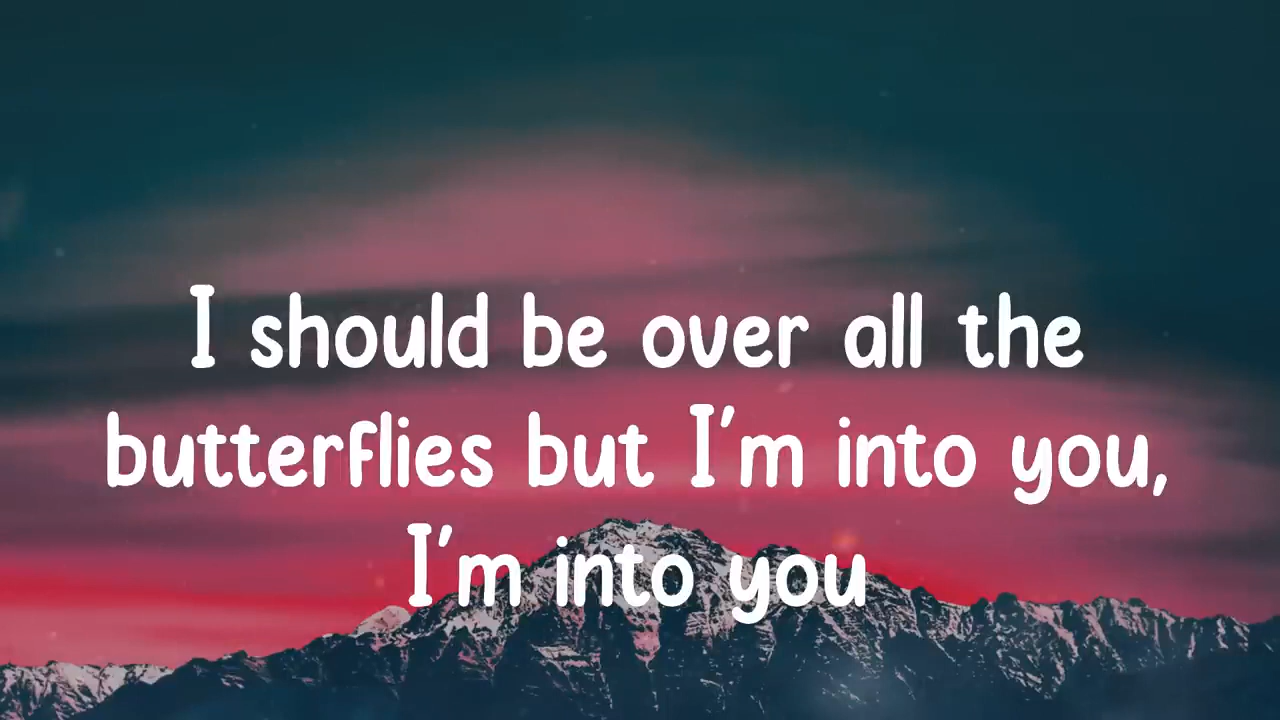 I should be over all the
butterflies but I'm into you,
I'm into you